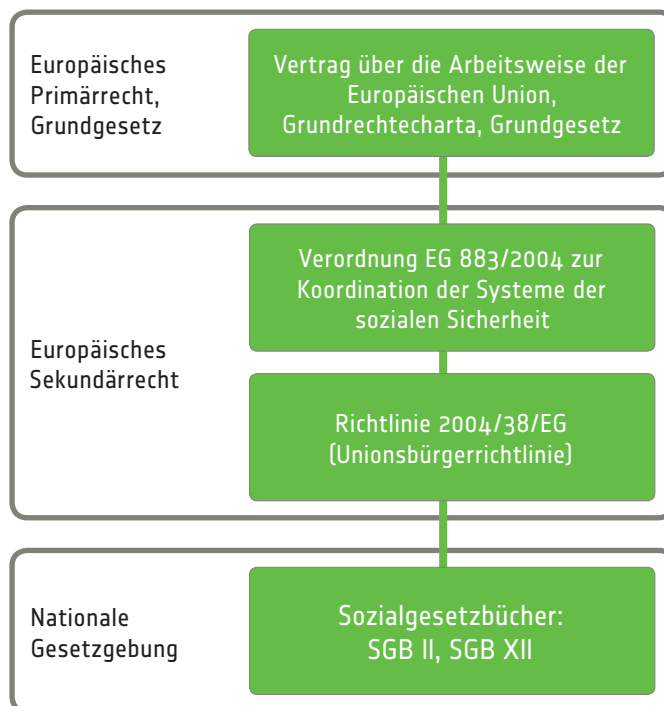 Europäisches
Primärrecht,
Grundgesetz
Vertrag über die Arbeitsweise der
Europäischen Union,
Grundrechtecharta, Grundgesetz
Europäisches
Sekundärrecht
Verordnung EG 883/2004 zur
Koordination der Systeme der
sozialen Sicherheit
Richtlinie 2004/38/EG
(Unionsbürgerrichtlinie)
Nationale
Gesetzgebung
Sozialgesetzbücher:
SGB II, SGB XII